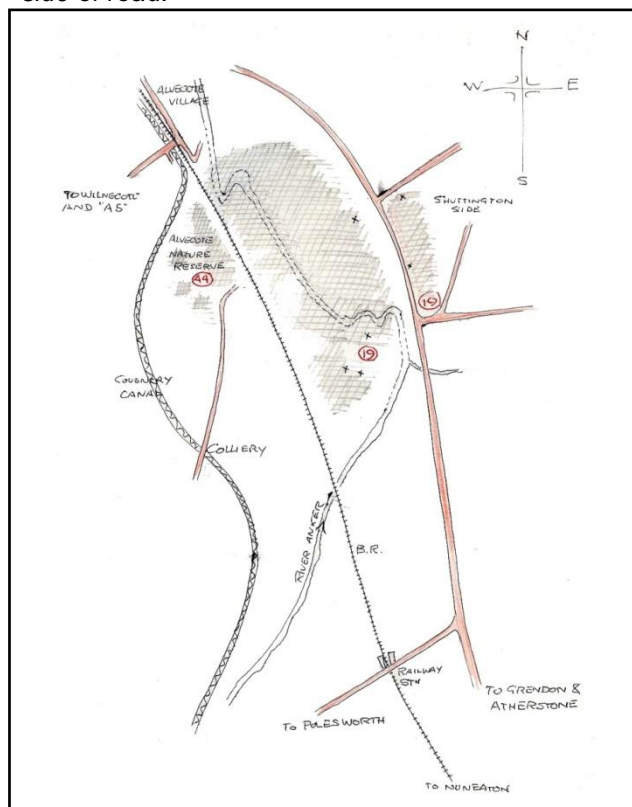 side of road.
N
W E
S
ALVECOTE
VILLAGE
TO WILNECOTE
AND "A5"
SHUTTINGTON
SIDE
ALVECOTE
NATURE
RESERVE
44
19
19
COVENTRY
CANAL
COLLIERY
RIVER ANKER
B.R.
RAILWAY
STN
TO GRENDON &
ATHERSTONE
TO POLESWORTH
TO NUNEATON